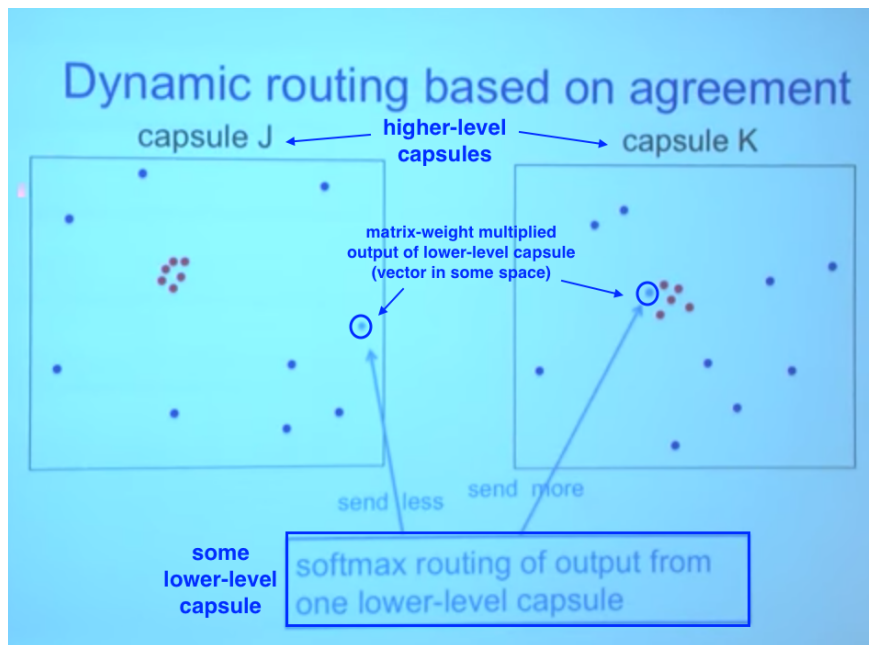 Dynamic routing based on agreement
capsule J
higher-level
capsules
capsule K
matrix-weight multiplied
output of lower-level capsule
(vector in some space)
send less
send more
some
lower-level
capsule
softmax routing of output from
one lower-level capsule